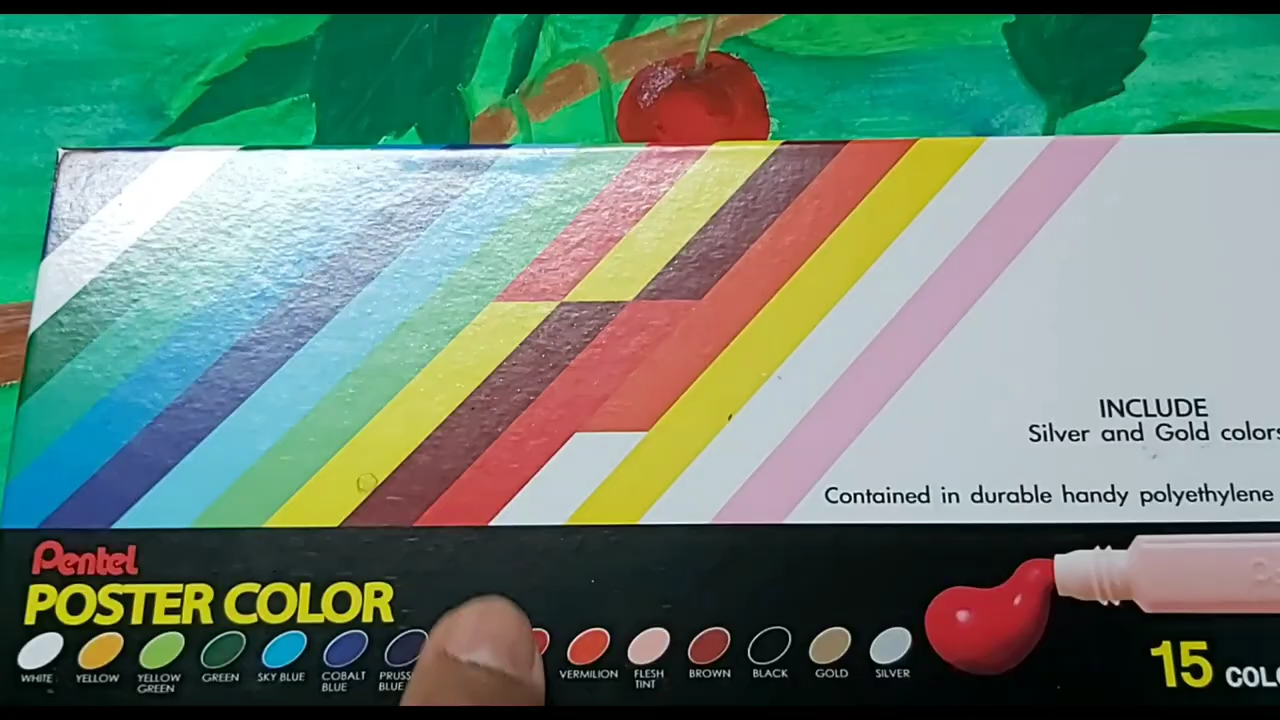 INCLUDE
Silver and Gold colors
Contained in durable handy polyethylene
Pentel
POSTER COLOR
WHITE
YELLOW
YELLOW
GREEN
GREEN
SKY BLUE
COBALT
BLUE
PRUSS
BLUE
VERMILION
FLESH
TINT
BROWN
BLACK
GOLD
SILVER
15 COLO